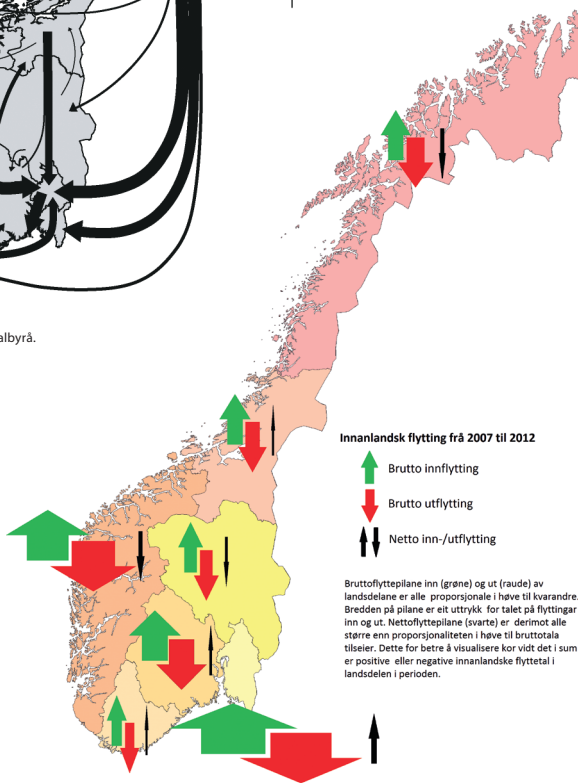 albyrå.
Innanlandsk flytting frå 2007 til 2012
Brutto innflytting
Brutto utflytting
Netto inn-/utflytting
Bruttoflyttepilane inn (grøne) og ut (raude) av
landsdelane er alle proporsjonale i høve til kvarandre.
Bredden på pilane er eit uttrykk for talet på flyttingar
inn og ut. Nettoflyttepilane (svarte) er derimot alle
større enn proporsjonaliteten i høve til bruttotala
tilseier. Dette for betre å visualisere kor vidt det i sum
er positive eller negative innanlandske flyttetal i
landsdelen i perioden.